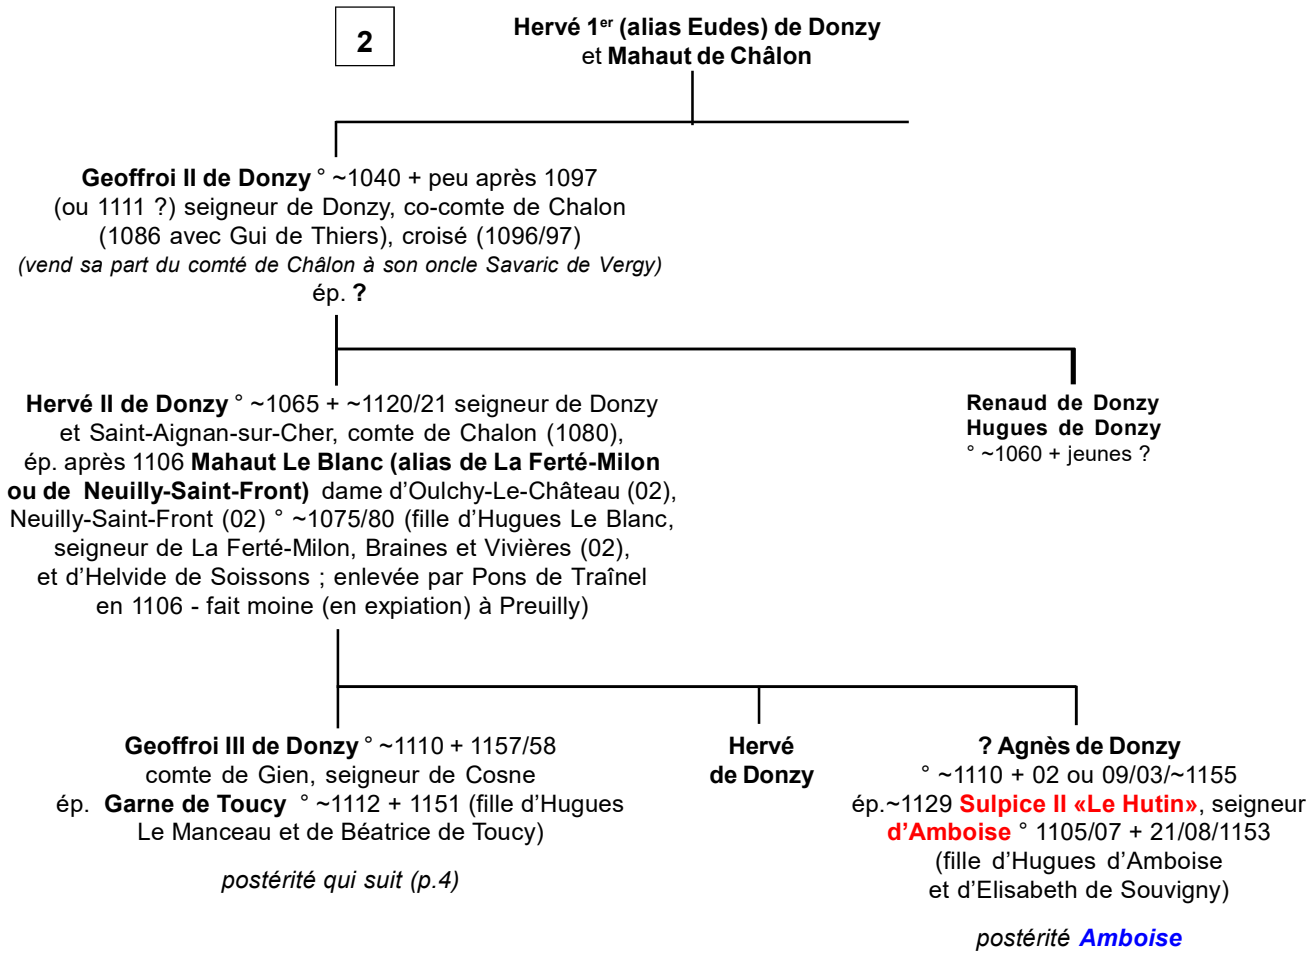 2
Hervé 1er (alias Eudes) de Donzy
et Mahaut de Châlon
Geoffroi II de Donzy ° ~1040 + peu après 1097
(ou 1111 ?) seigneur de Donzy, co-comte de Chalon
(1086 avec Gui de Thiers), croisé (1096/97)
(vend sa part du comté de Châlon à son oncle Savaric de Vergy)
ép. ?
Hervé II de Donzy ° ~1065 + ~1120/21 seigneur de Donzy
et Saint-Aignan-sur-Cher, comte de Chalon (1080),
ép. après 1106 Mahaut Le Blanc (alias de La Ferté-Milon
ou de Neuilly-Saint-Front) dame d’Oulchy-Le-Château (02),
Neuilly-Saint-Front (02) ° ~1075/80 (fille d’Hugues Le Blanc,
seigneur de La Ferté-Milon, Braines et Vivières (02),
et d’Helvide de Soissons ; enlevée par Pons de Traînel
en 1106 - fait moine (en expiation) à Preuilly)
Renaud de Donzy
Hugues de Donzy
° ~1060 + jeunes ?
Geoffroi III de Donzy ° ~1110 + 1157/58
comte de Gien, seigneur de Cosne
ép. Garne de Toucy ° ~1112 + 1151 (fille d’Hugues
Le Manceau et de Béatrice de Toucy)
postérité qui suit (p.4)
Hervé
de Donzy
? Agnès de Donzy
° ~1110 + 02 ou 09/03/~1155
ép.~1129 Sulpice II «Le Hutin», seigneur
d’Amboise ° 1105/07 + 21/08/1153
(fille d’Hugues d’Amboise
et d’Elisabeth de Souvigny)
postérité Amboise